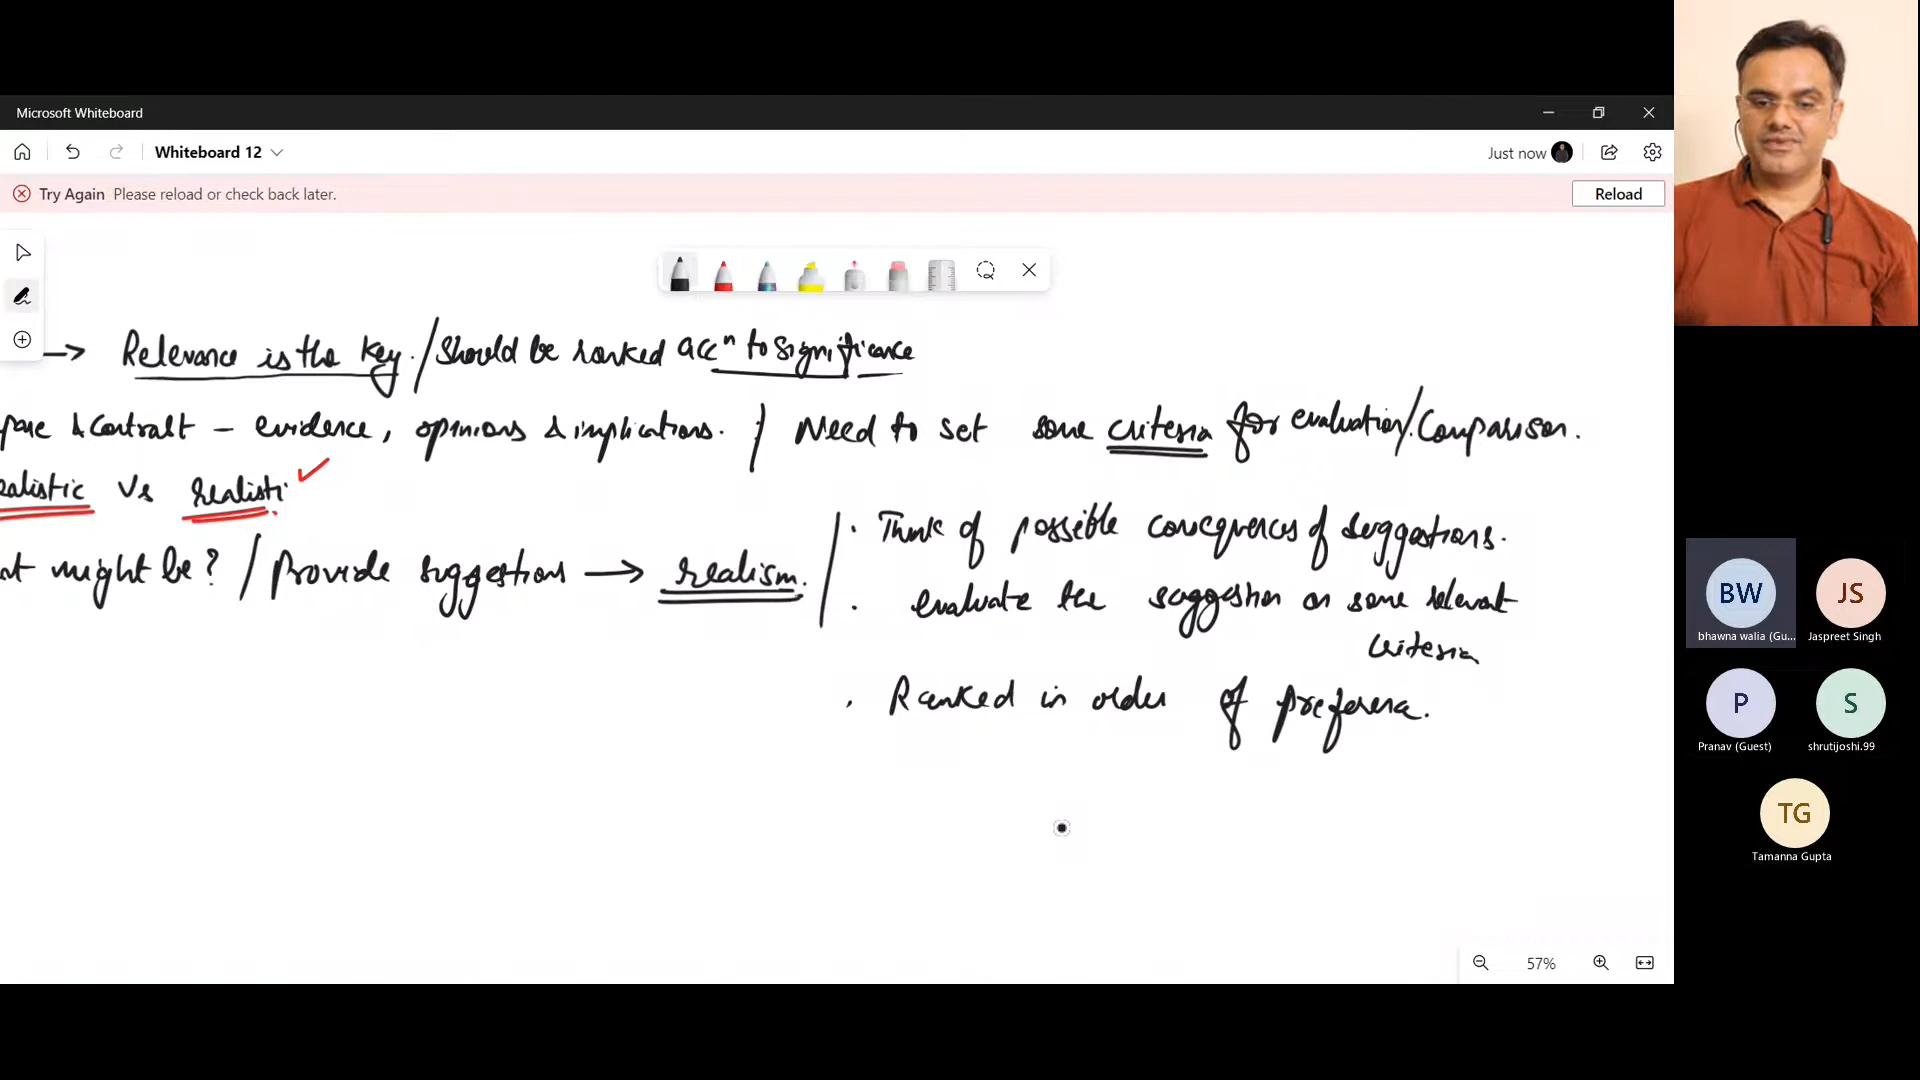 Microsoft Whiteboard
Whiteboard 12
Just now
Try Again Please reload or check back later.
Reload
→ Relevance is the key. / Should be ranked accn to significance
pare & Contrast – evidence, opinions & implications. / Need to set some criteria for evaluation/Comparison.
ealistic Vs realisti
at might be? / Provide suggestions → realism.
. Think of possible consequences of suggestions.
. evaluate the suggestion on some relevant
criteria
. Ranked in order of preference.
57%
BW
bhawna walia (Gu...
JS
Jaspreet Singh
P
Pranav (Guest)
S
shrutijoshi.99
TG
Tamanna Gupta